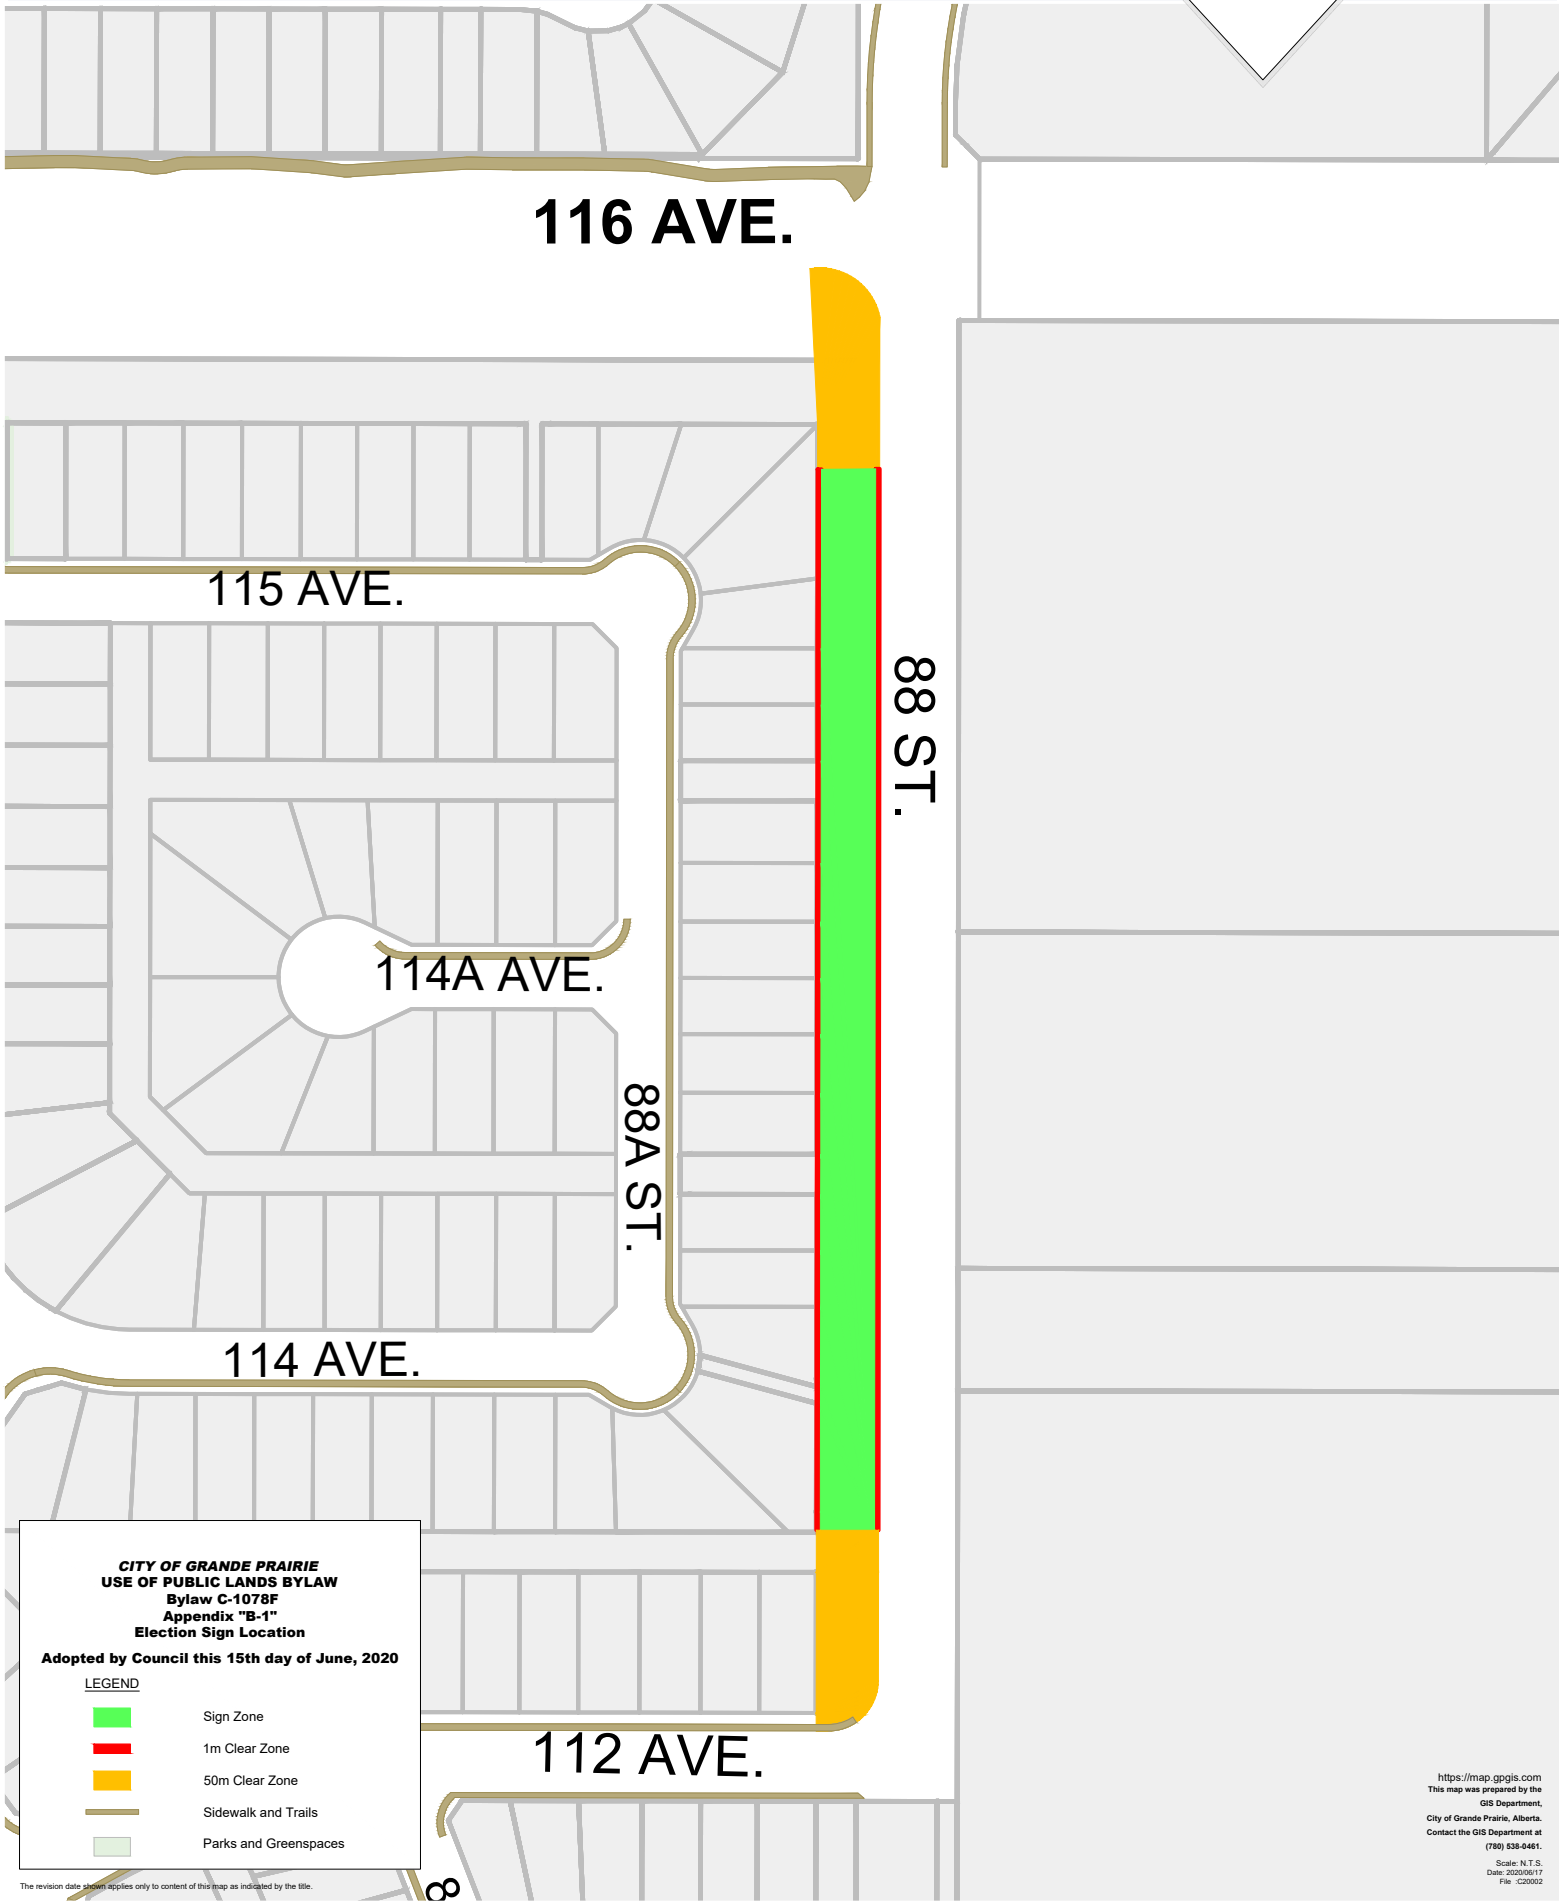 116 AVE.
115 AVE.
88 ST.
114A AVE.
88A ST.
114 AVE.
CITY OF GRANDE PRAIRIE
USE OF PUBLIC LANDS BYLAW
Bylaw C-1078F
Appendix "B-1"
Election Sign Location
Adopted by Council this 15th day of June, 2020
LEGEND
Sign Zone
1m Clear Zone
50m Clear Zone
Sidewalk and Trails
Parks and Greenspaces
112 AVE.
8
https://map.gpgis.com
This map was prepared by the
GIS Department,
City of Grande Prairie, Alberta.
Contact the GIS Department at
(780) 538-0461.
Scale: N.T.S.
Date: 2020/06/17
File :C20002
The revision date shown applies only to content of this map as indicated by the title.